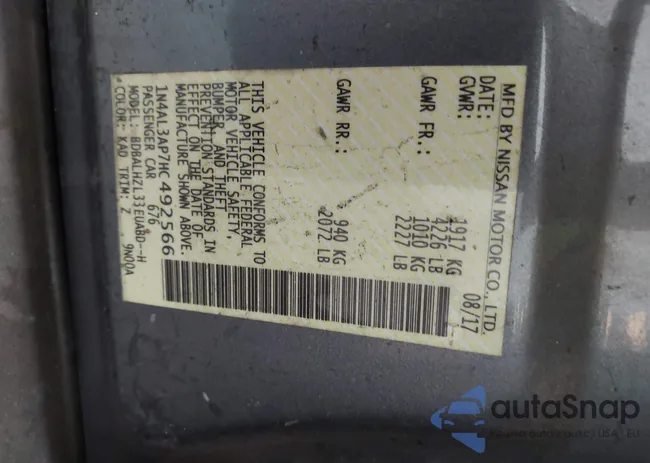 MFD BY NISSAN MOTOR CO., LTD.
DATE: 08/17
GVWR: 1917 KG
4226 LB
GAWR FR.: 1010 KG
2227 LB
GAWR RR.: 940 KG
2072 LB
THIS VEHICLE CONFORMS TO
ALL APPLICABLE FEDERAL
MOTOR VEHICLE SAFETY,
BUMPER, AND THEFT
PREVENTION STANDARDS IN
EFFECT ON THE DATE OF
MANUFACTURE SHOWN ABOVE.
1N4AL3AP7HC492566
PASSENGER CAR 676
MODEL: BDBALHZL33EUABD--H
COLOR: KAD TRIM: Z 9N00A
autoSnap